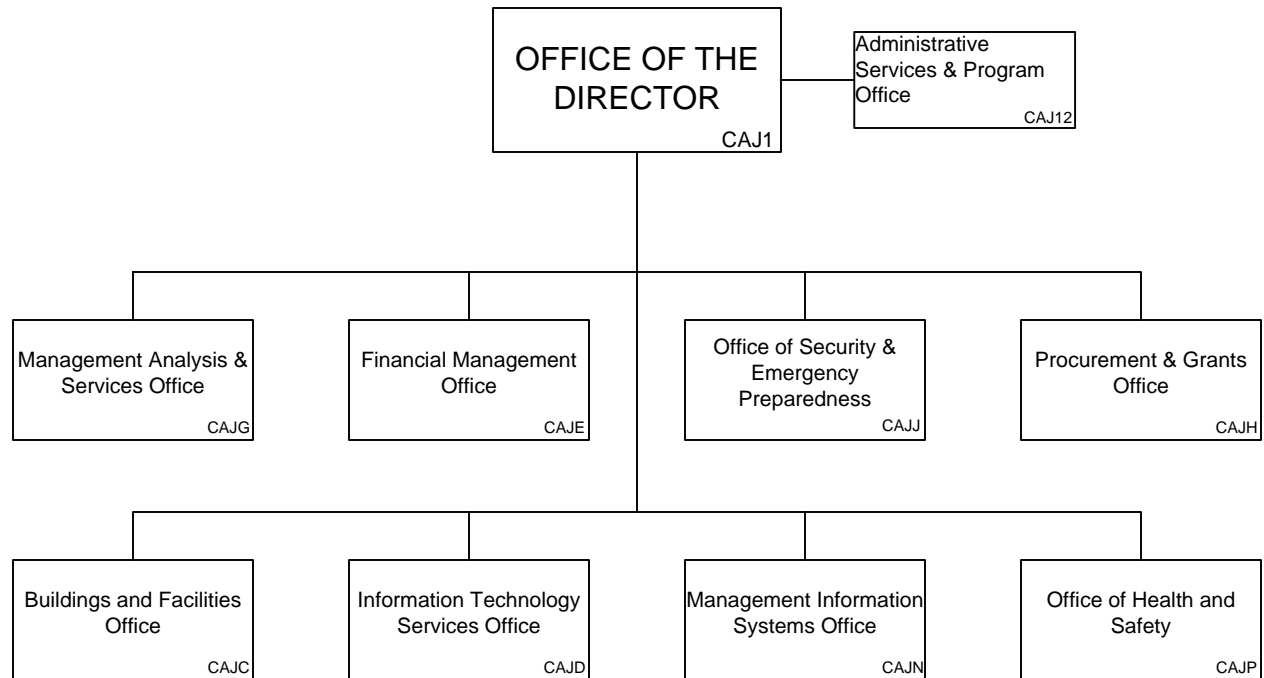 OFFICE OF THE
DIRECTOR
CAJ1
Administrative
Services & Program
Office
CAJ12
Management Analysis &
Services Office
CAJG
Financial Management
Office
CAJE
Office of Security &
Emergency
Preparedness
CAJJ
Procurement & Grants
Office
CAJH
Buildings and Facilities
Office
CAJC
Information Technology
Services Office
CAJD
Management Information
Systems Office
CAJN
Office of Health and
Safety
CAJP